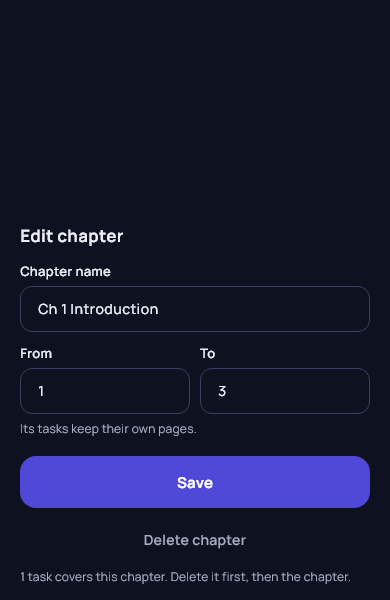 Edit chapter
Chapter name
Ch 1 Introduction
From
To
1
3
Its tasks keep their own pages.
Save
Delete chapter
1 task covers this chapter. Delete it first, then the chapter.